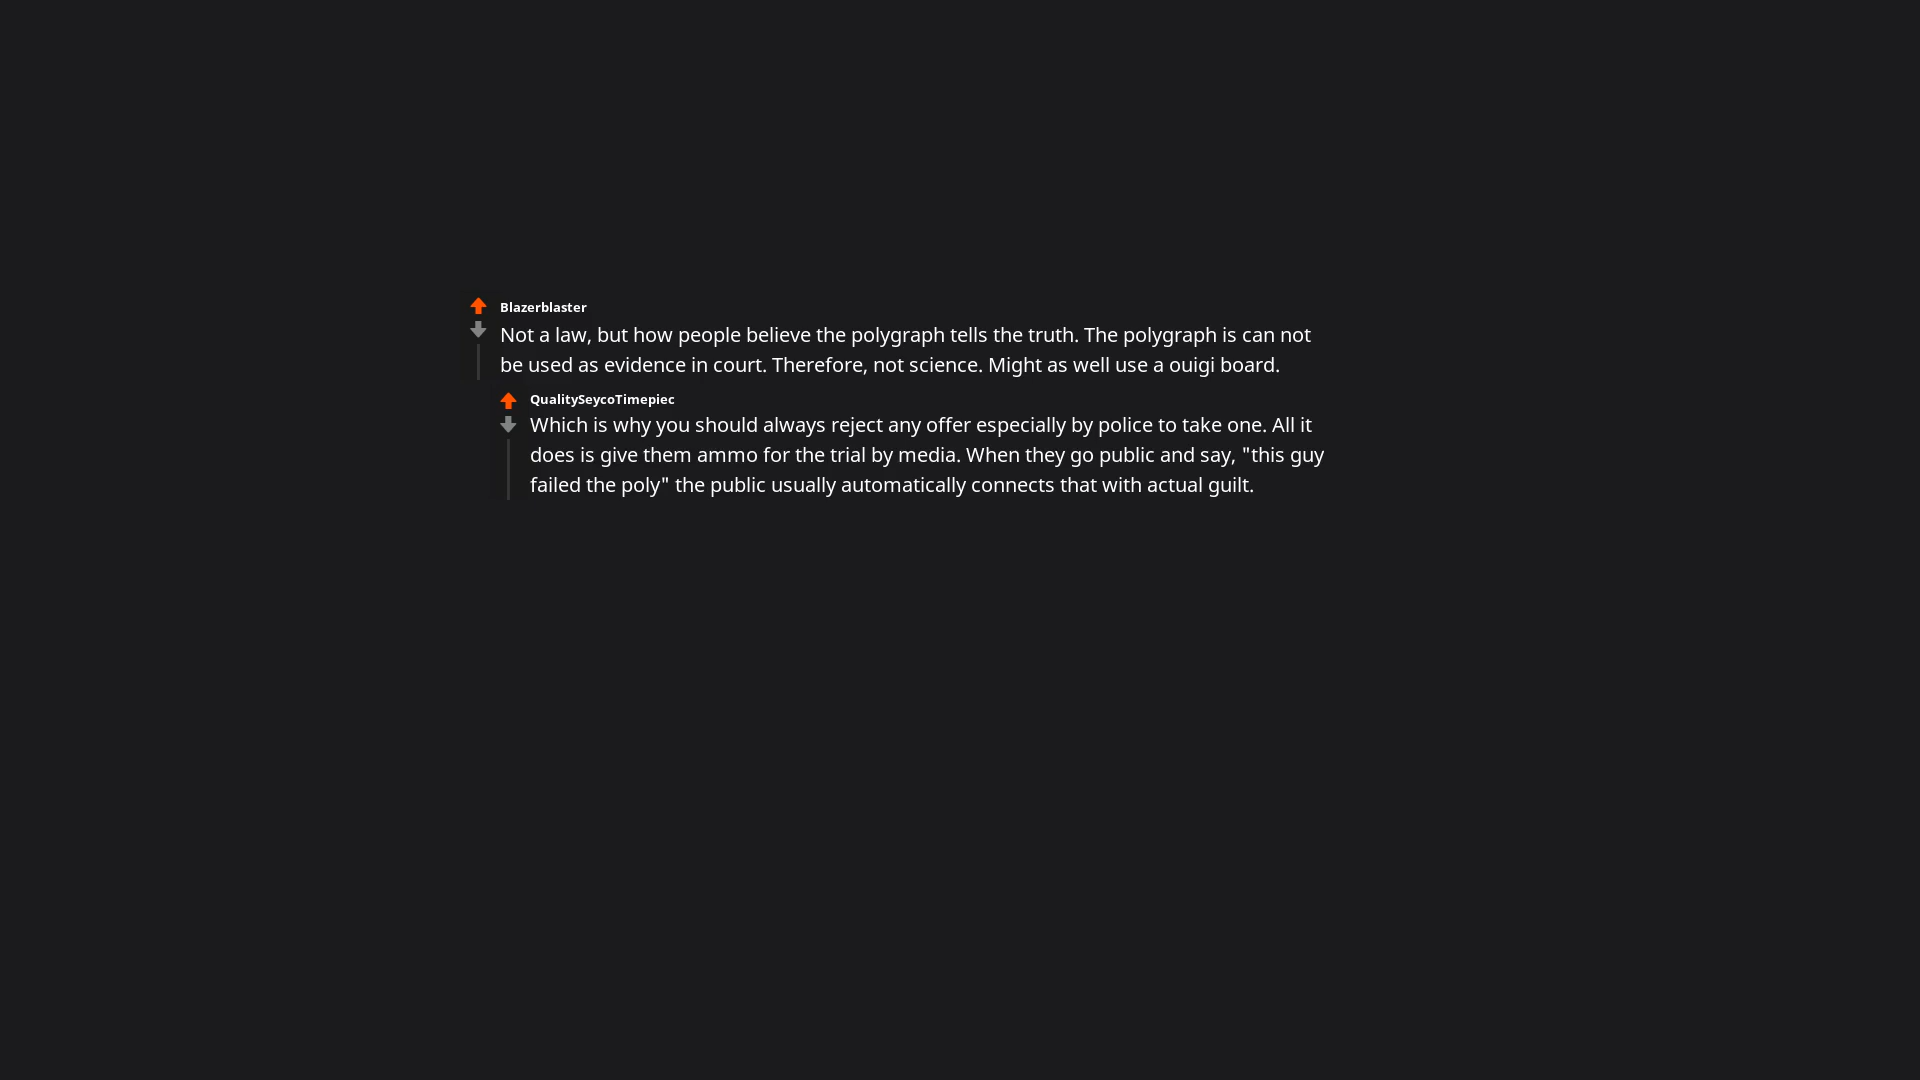 Blazerblaster
Not a law, but how people believe the polygraph tells the truth. The polygraph is can not
be used as evidence in court. Therefore, not science. Might as well use a ouigi board.
QualitySeycoTimepiec
Which is why you should always reject any offer especially by police to take one. All it
does is give them ammo for the trial by media. When they go public and say, "this guy
failed the poly" the public usually automatically connects that with actual guilt.